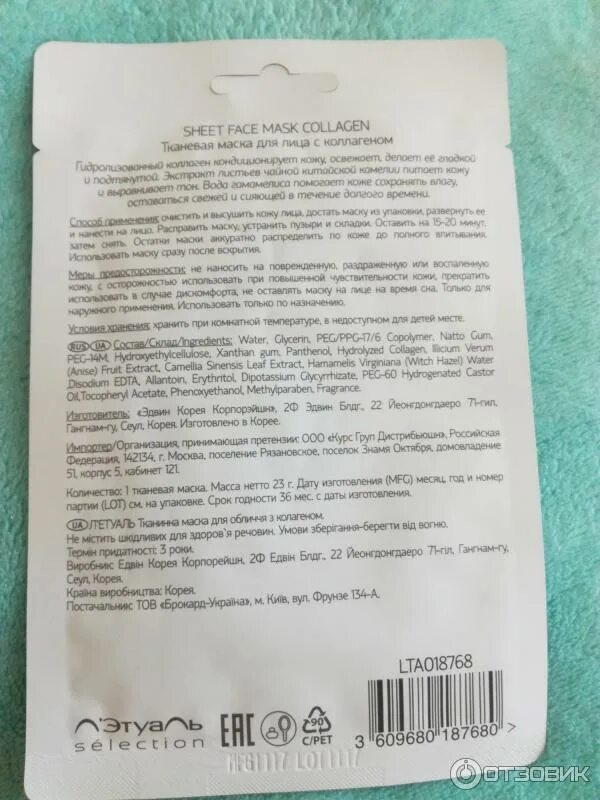 SHEET FACE MASK COLLAGEN
Тканевая маска для лица с коллагеном
Гидролизованный коллаген кондиционирует кожу, освежает, делает её гладкой
и подтянутой. Экстракт листьев чайной китайской камелии питает кожу
и выравнивает тон. Вода гамамелиса помогает коже сохранять влагу,
оставаться свежей и сияющей в течение долгого времени.
Способ применения: очистить и высушить кожу лица, достать маску из упаковки, развернуть ее
и нанести на лицо. Расправить маску, устранить пузыри и складки. Оставить на 15-20 минут,
затем снять. Остатки маски аккуратно распределить по коже до полного впитывания.
Использовать маску сразу после вскрытия.
Меры предосторожности: не наносить на поврежденную, раздраженную или воспаленную
кожу, с осторожностью использовать при повышенной чувствительности кожи, прекратить
использовать в случае дискомфорта, не оставлять маску на лице на время сна. Только для
наружного применения. Использовать только по назначению.
Условия хранения: хранить при комнатной температуре, в недоступном для детей месте.
RUS UA Состав/Склад/Ingredients: Water, Glycerin, PEG/PPG-17/6 Copolymer, Natto Gum,
PEG-14M, Hydroxyethylcellulose, Xanthan gum, Panthenol, Hydrolyzed Collagen, Illicium Verum
(Anise) Fruit Extract, Camellia Sinensis Leaf Extract, Hamamelis Virginiana (Witch Hazel) Water
,Disodium EDTA, Allantoin, Erythritol, Dipotassium Glycyrrhizate, PEG-60 Hydrogenated Castor
Oil,Tocopheryl Acetate, Phenoxyethanol, Methylparaben, Fragrance.
Изготовитель: «Эдвин Корея Корпорэйшн», 2Ф Эдвин Блдг., 22 Йеонгдонгдаеро 71-гил,
Гангнам-гу, Сеул, Корея. Изготовлено в Корее.
Импортер/Организация, принимающая претензии: ООО «Курс Груп Дистрибьюшн», Российская
Федерация, 142134, г. Москва, поселение Рязановское, поселок Знамя Октября, домовладение
51, корпус 5, кабинет 121.
Количество: 1 тканевая маска. Масса нетто 23 г. Дату изготовления (MFG) месяц, год и номер
партии (LOT) см. на упаковке. Срок годности 36 мес. с даты изготовления.
UA Л'ЕТУАЛЬ Тканинна маска для обличчя з колагеном.
Не містить шкідливих для здоров'я речовин. Умови зберігання-берегти від вогню.
Термін придатності: 3 роки.
Виробник: Едвін Корея Корпорейшн, 2Ф Едвін Блдг., 22 Йеонгдонгдаеро 71-гіл, Гангнам-гу,
Сеул, Корея.
Країна виробництва: Корея.
Постачальник: ТОВ «Брокард-Україна», м. Київ, вул. Фрунзе 134-А.
LTA018768
Л'Этуаль
sélection
EAC
90
C/PET
3 609680 187680 >
MFG1117 LOT1117
ОТЗОВИК